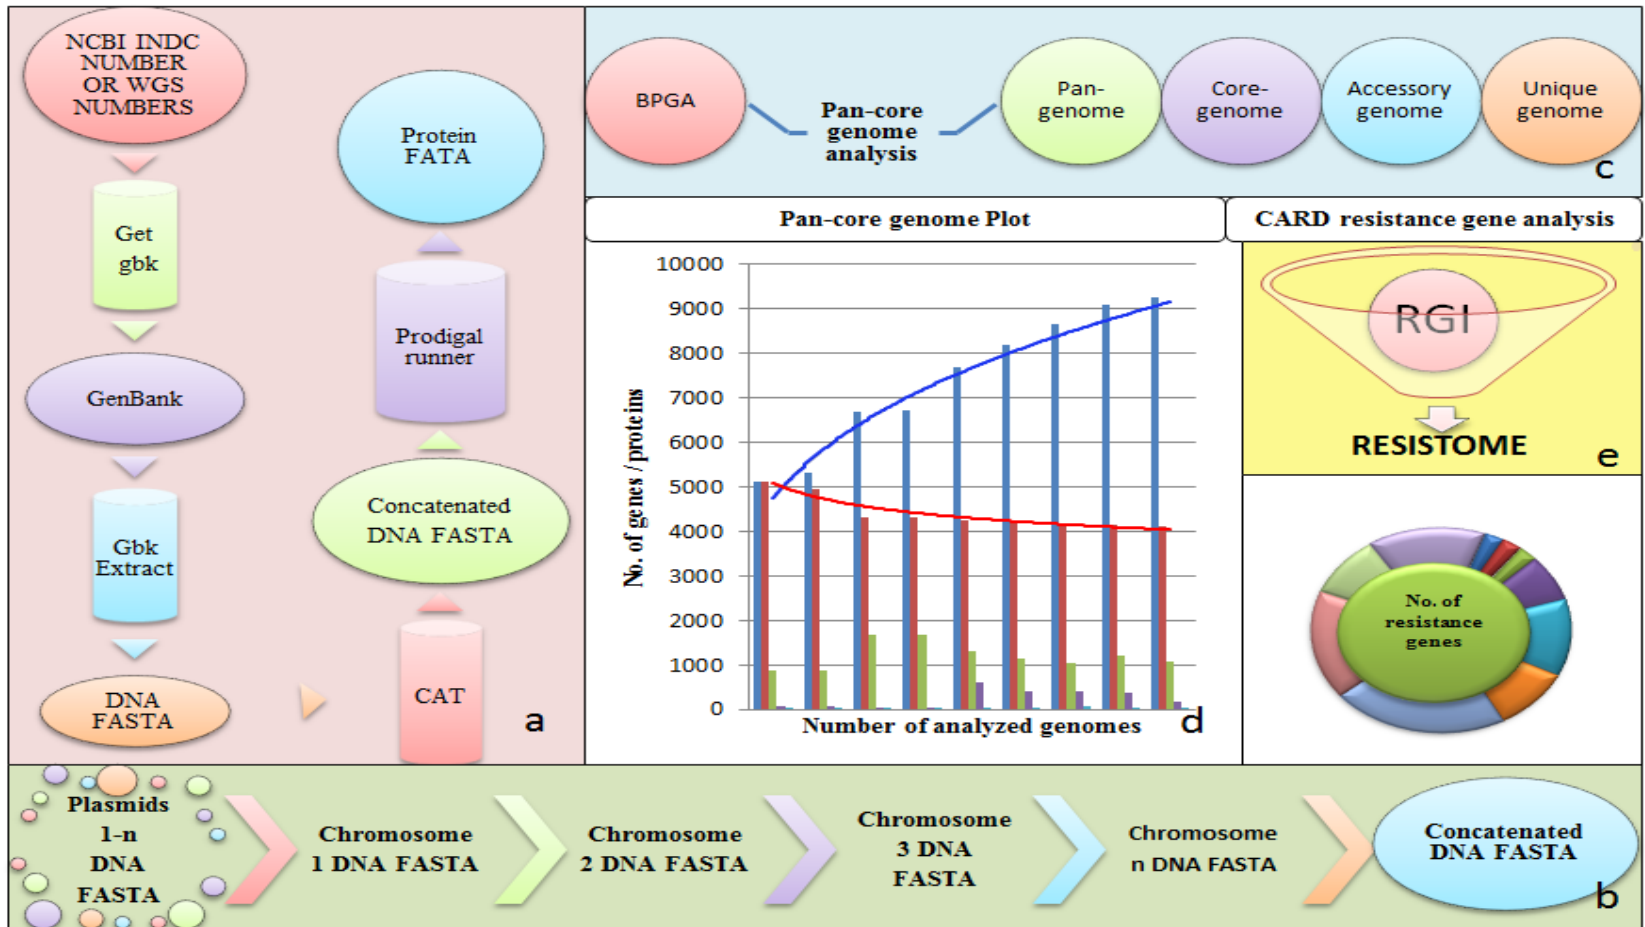 NCBI INDC
NUMBER
OR WGS
NUMBERS
Get
gbk
GenBank
Gbk
Extract
DNA
FASTA
Protein
FATA
Prodigal
runner
Concatenated
DNA FASTA
CAT
a
BPGA
Pan-core
genome
analysis
Pan-
genome
Core-
genome
Accessory
genome
Unique
genome
c
Pan-core genome Plot
10000
9000
8000
7000
6000
5000
4000
3000
2000
1000
0
No. of genes / proteins
Number of analyzed genomes
d
CARD resistance gene analysis
RGI
RESISTOME
e
No. of
resistance
genes
Plasmids
1-n
DNA
FASTA
Chromosome
1 DNA FASTA
Chromosome
2 DNA FASTA
Chromosome
3 DNA
FASTA
Chromosome
n DNA FASTA
Concatenated
DNA FASTA
b